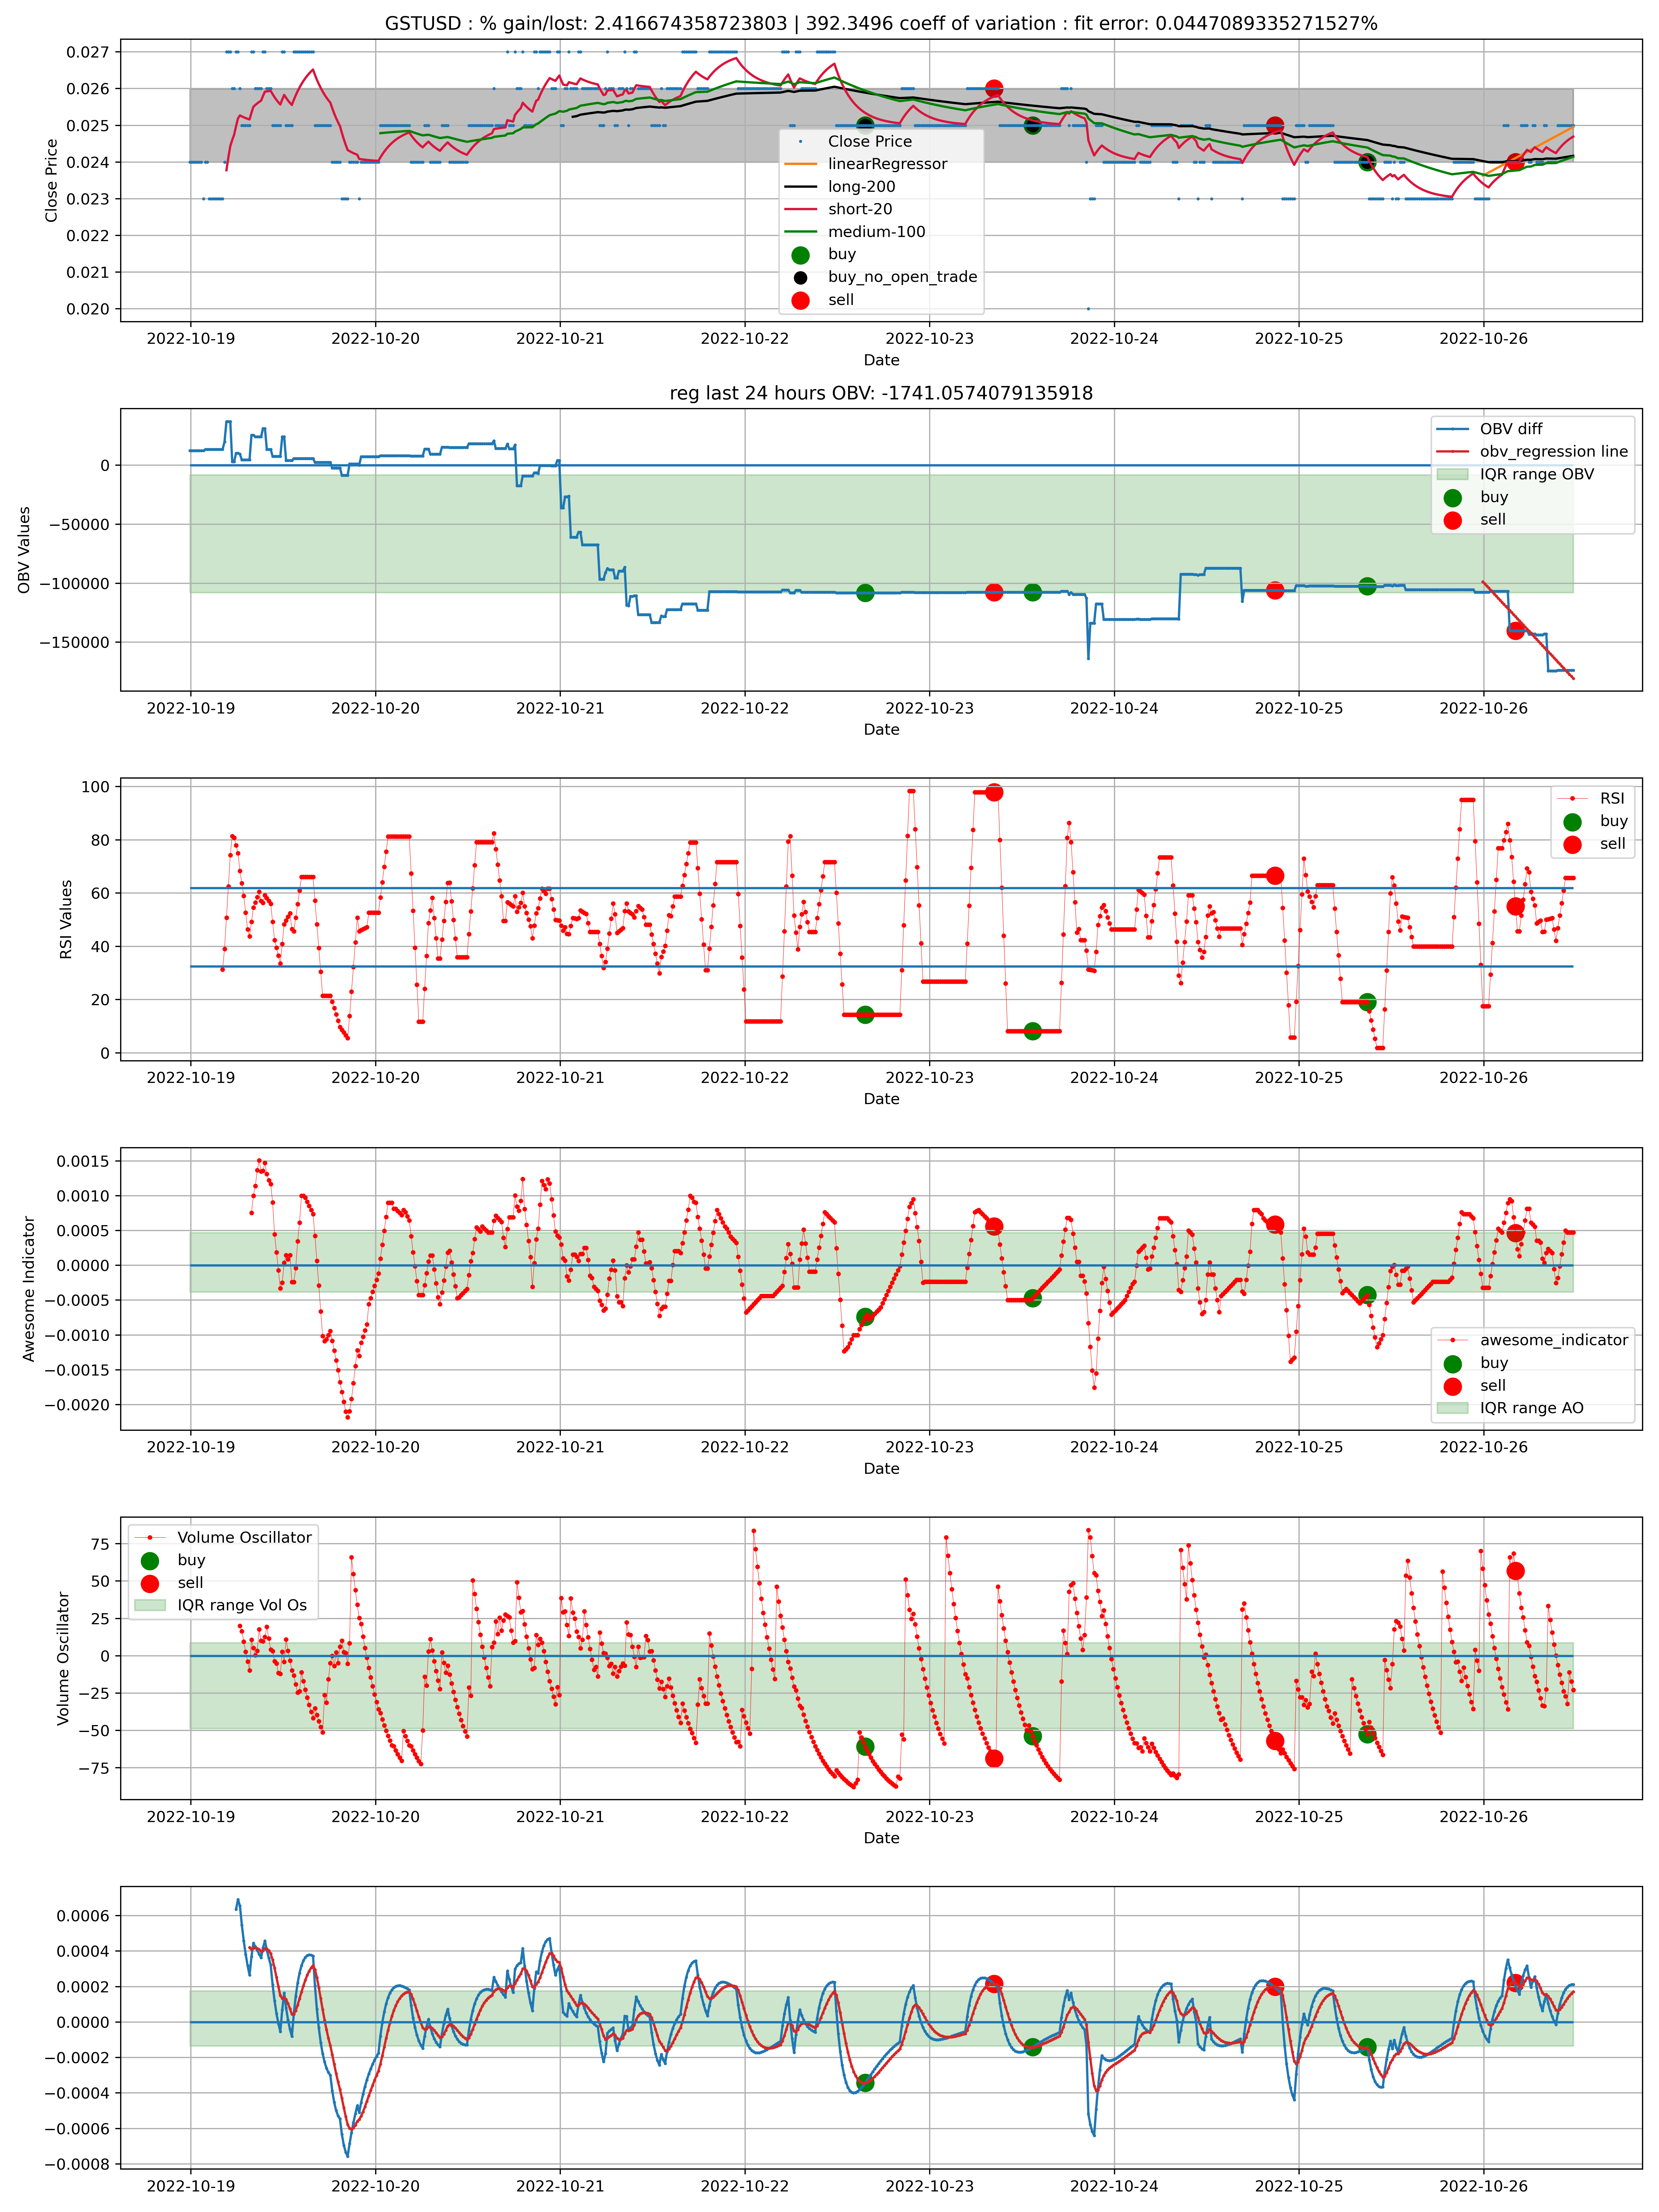 GSTUSD : % gain/lost: 2.416674358723803 | 392.3496 coeff of variation : fit error: 0.0447089335271527%
0.027
0.026
0.025
0.024
0.023
0.022
0.021
0.020
Close Price
Close Price
linearRegressor
long-200
short-20
medium-100
buy
buy_no_open_trade
sell
2022-10-19 2022-10-20 2022-10-21 2022-10-22 2022-10-23 2022-10-24 2022-10-25 2022-10-26
Date
reg last 24 hours OBV: -1741.0574079135918
0
−50000
−100000
−150000
OBV Values
OBV diff
obv_regression line
IQR range OBV
buy
sell
2022-10-19 2022-10-20 2022-10-21 2022-10-22 2022-10-23 2022-10-24 2022-10-25 2022-10-26
Date
100
80
60
40
20
0
RSI Values
RSI
buy
sell
2022-10-19 2022-10-20 2022-10-21 2022-10-22 2022-10-23 2022-10-24 2022-10-25 2022-10-26
Date
0.0015
0.0010
0.0005
0.0000
−0.0005
−0.0010
−0.0015
−0.0020
Awesome Indicator
awesome_indicator
buy
sell
IQR range AO
2022-10-19 2022-10-20 2022-10-21 2022-10-22 2022-10-23 2022-10-24 2022-10-25 2022-10-26
Date
75
50
25
0
−25
−50
−75
Volume Oscillator
Volume Oscillator
buy
sell
IQR range Vol Os
2022-10-19 2022-10-20 2022-10-21 2022-10-22 2022-10-23 2022-10-24 2022-10-25 2022-10-26
Date
0.0006
0.0004
0.0002
0.0000
−0.0002
−0.0004
−0.0006
−0.0008
2022-10-19 2022-10-20 2022-10-21 2022-10-22 2022-10-23 2022-10-24 2022-10-25 2022-10-26